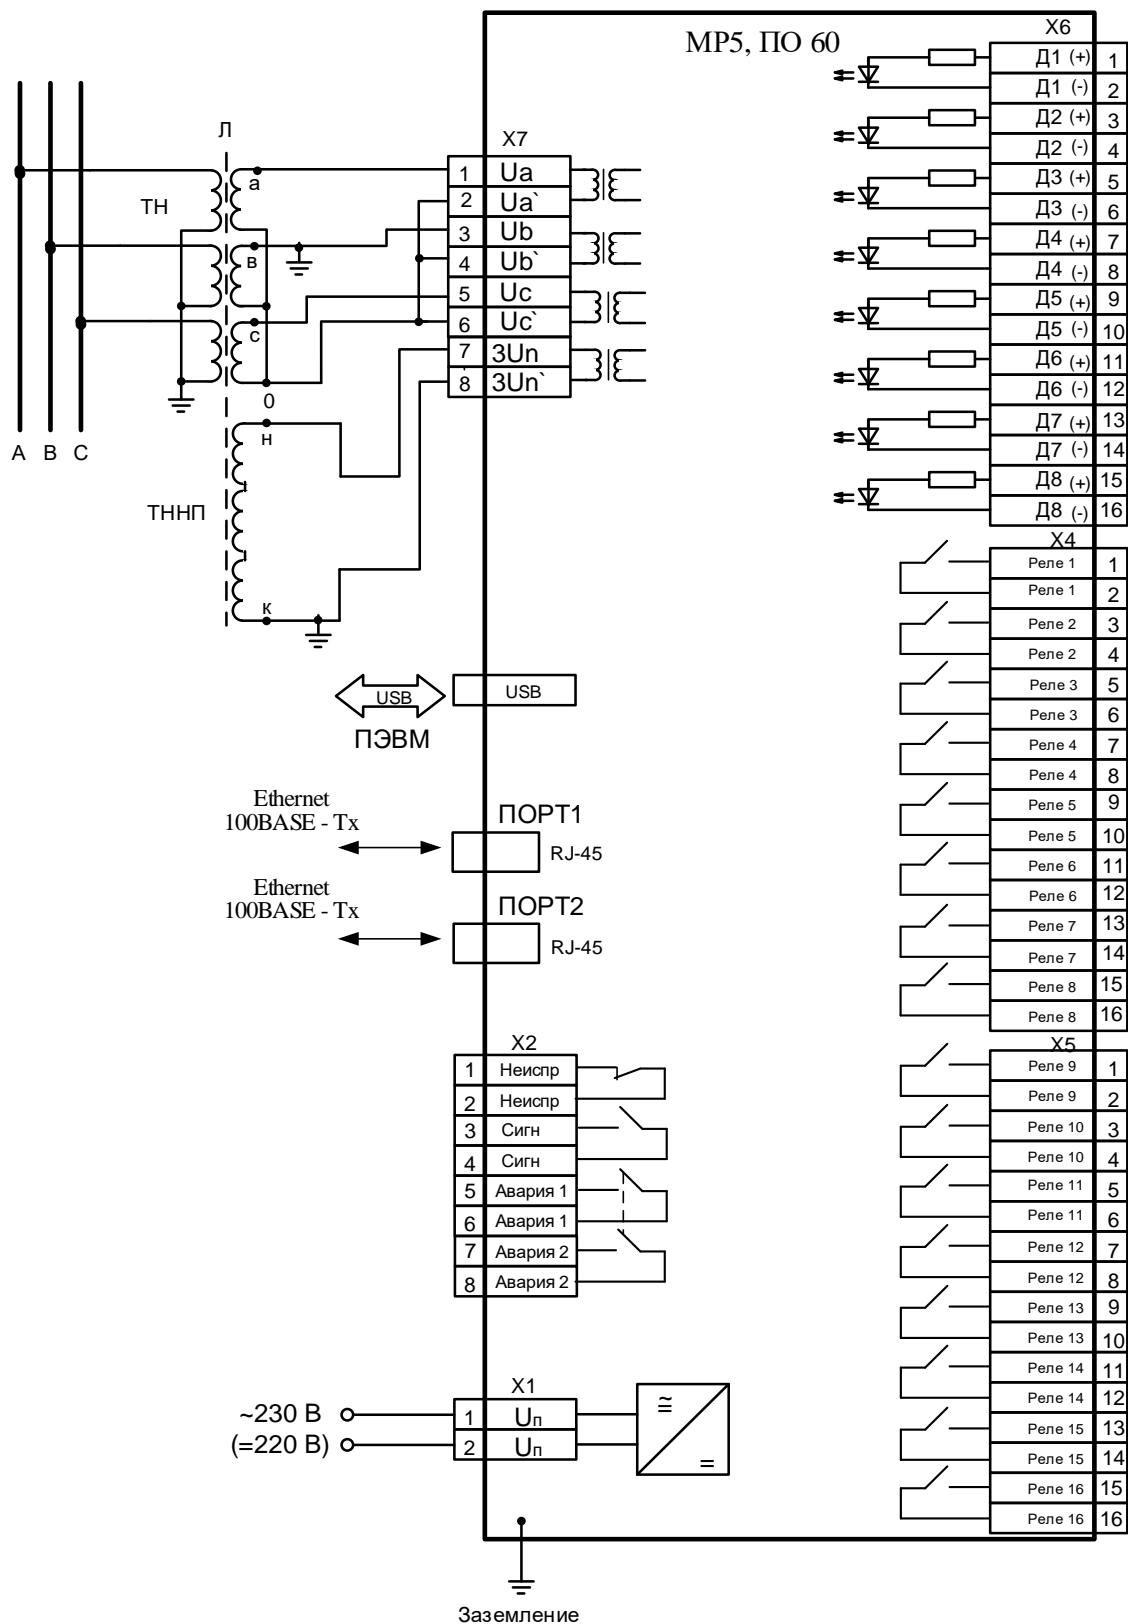 МР5, ПО 60
Л
ТН
а
в
с
0
н
к
ТННП
A B C
X7
1 Ua
2 Ua`
3 Ub
4 Ub`
5 Uc
6 Uc`
7 3Un
8 3Un`
USB
USB
ПЭВМ
Ethernet
100BASE - Tx
ПОРТ1
RJ-45
Ethernet
100BASE - Tx
ПОРТ2
RJ-45
X2
1 Неиспр
2 Неиспр
3 Сигн
4 Сигн
5 Авария 1
6 Авария 1
7 Авария 2
8 Авария 2
X1
~230 В 1 Uп
(=220 В) 2 Uп
≅
=
Заземление
X6
Д1 (+) 1
Д1 (-) 2
Д2 (+) 3
Д2 (-) 4
Д3 (+) 5
Д3 (-) 6
Д4 (+) 7
Д4 (-) 8
Д5 (+) 9
Д5 (-) 10
Д6 (+) 11
Д6 (-) 12
Д7 (+) 13
Д7 (-) 14
Д8 (+) 15
Д8 (-) 16
X4
Реле 1 1
Реле 1 2
Реле 2 3
Реле 2 4
Реле 3 5
Реле 3 6
Реле 4 7
Реле 4 8
Реле 5 9
Реле 5 10
Реле 6 11
Реле 6 12
Реле 7 13
Реле 7 14
Реле 8 15
Реле 8 16
X5
Реле 9 1
Реле 9 2
Реле 10 3
Реле 10 4
Реле 11 5
Реле 11 6
Реле 12 7
Реле 12 8
Реле 13 9
Реле 13 10
Реле 14 11
Реле 14 12
Реле 15 13
Реле 15 14
Реле 16 15
Реле 16 16